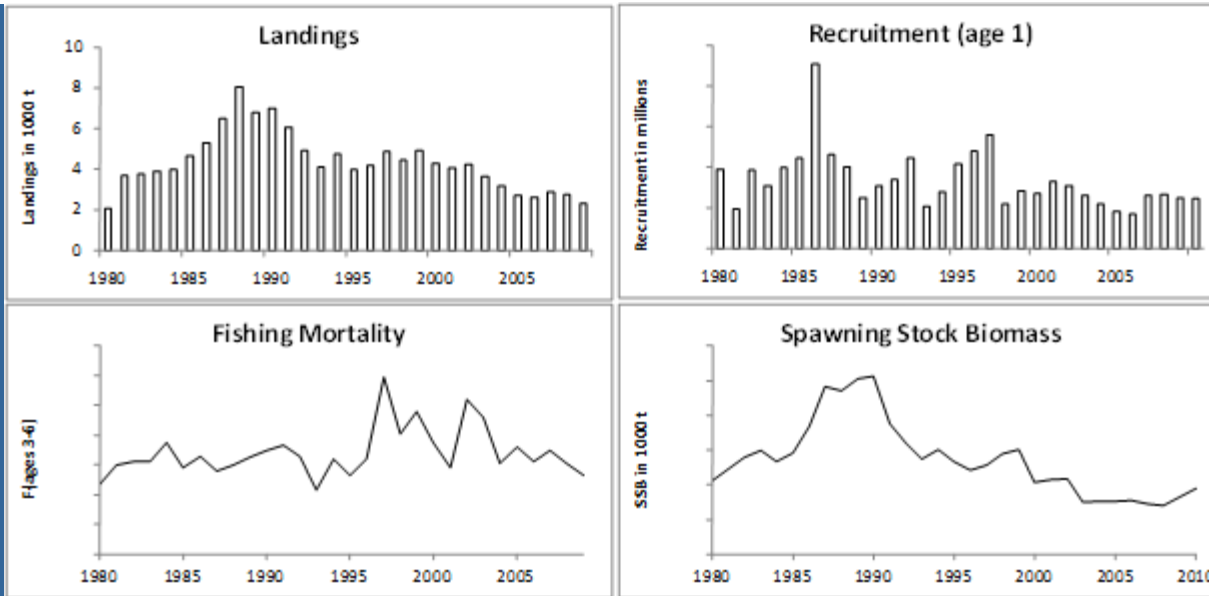 Landings
Landings in 1000 t
10
8
6
4
2
0
1980 1985 1990 1995 2000 2005
Recruitment (age 1)
Recruitment in millions
1980 1985 1990 1995 2000 2005
Fishing Mortality
F(ages 3-6)
1980 1985 1990 1995 2000 2005
Spawning Stock Biomass
SSB in 1000 t
1980 1985 1990 1995 2000 2005 2010